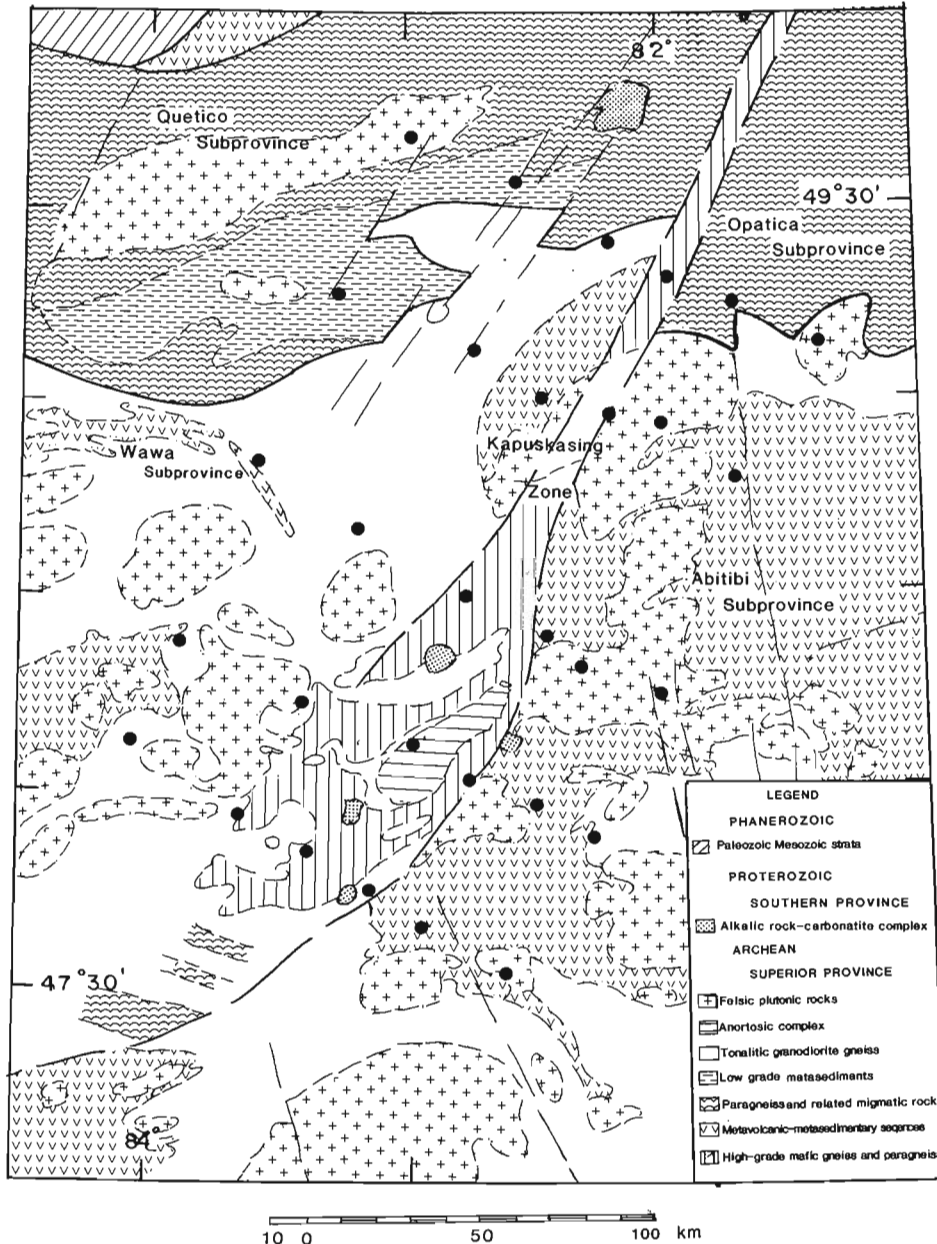 82°
Quetico
Subprovince
49°30'
Opatica
Subprovince
Kapuskasing
Zone
Wawa
Subprovince
Abitibi
Subprovince
LEGEND
PHANEROZOIC
Paleozoic Mesozoic strata
PROTEROZOIC
SOUTHERN PROVINCE
Alkalic rock-carbonatite complex
ARCHEAN
SUPERIOR PROVINCE
Felsic plutonic rocks
Anortosic complex
Tonalitic granodiorite gneiss
Low grade metasediments
Paragneiss and related migmatic rock
Metavolcanic-metasedimentary seqences
High-grade mafic gneiss and paragneis
47°30'
84°
10 0 50 100 km